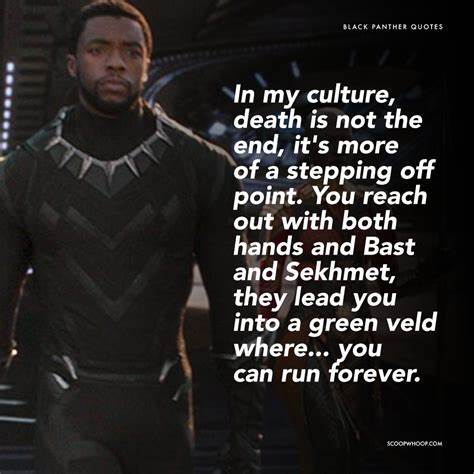 BLACK PANTHER QUOTES
In my culture,
death is not the
end, it's more
of a stepping off
point. You reach
out with both
hands and Bast
and Sekhmet,
they lead you
into a green veld
where... you
can run forever.
SCOOPWHOOP.COM